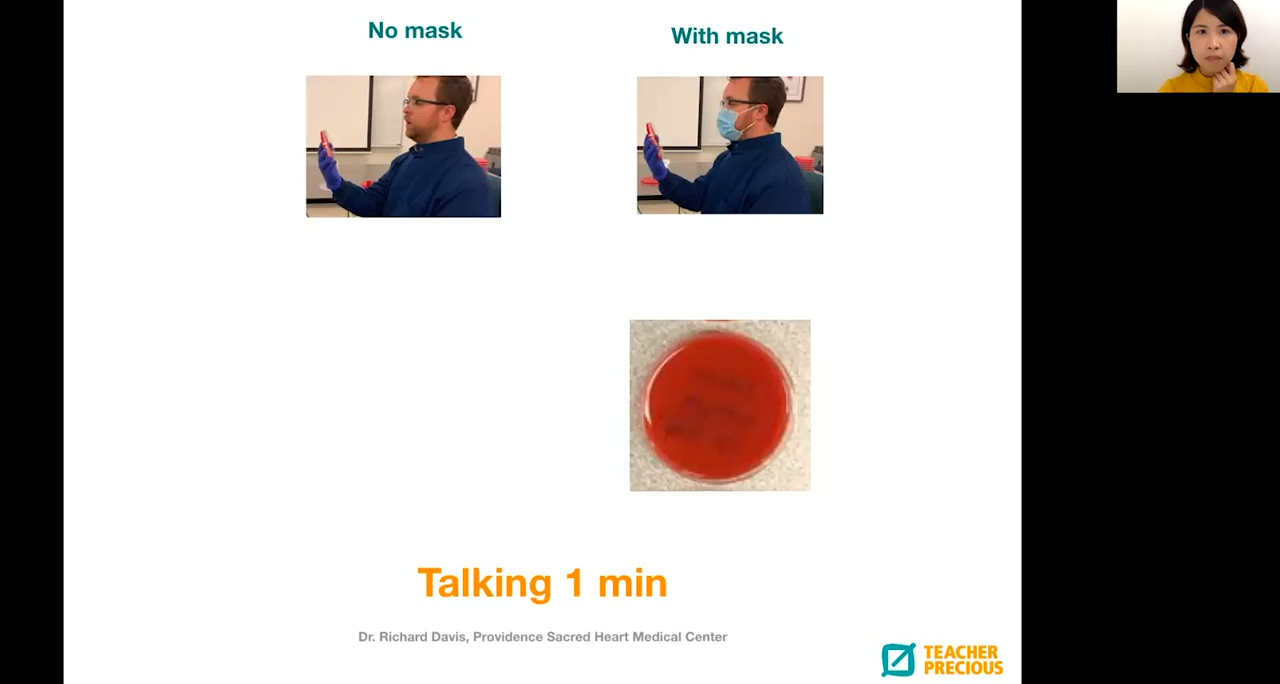 No mask
With mask
Talking 1 min
Dr. Richard Davis, Providence Sacred Heart Medical Center
TEACHER
PRECIOUS